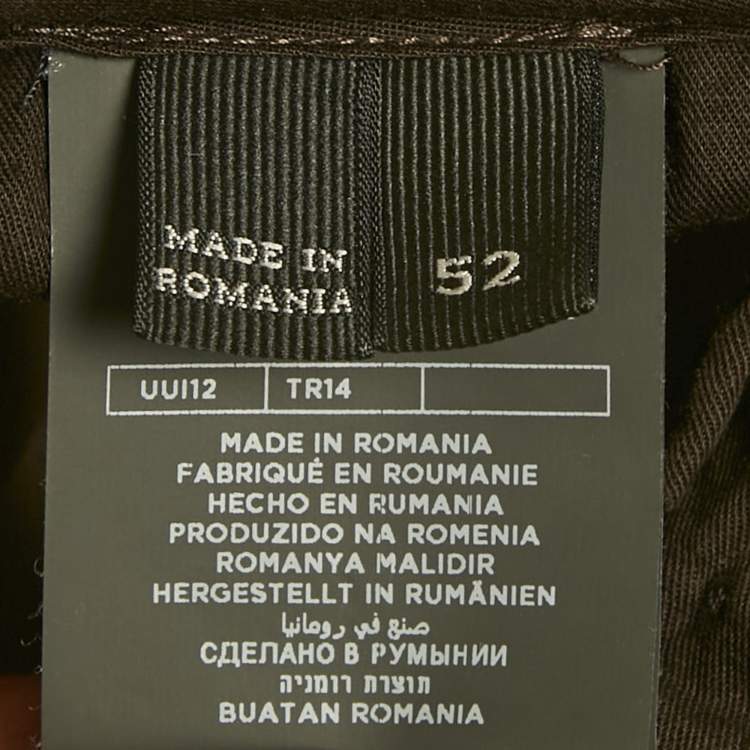 MADE IN
ROMANIA
52
UUI12 TR14
MADE IN ROMANIA
FABRIQUÉ EN ROUMANIE
HECHO EN RUMANIA
PRODUZIDO NA ROMENIA
ROMANYA MALIDIR
HERGESTELLT IN RUMÄNIEN
صنع في رومانيا
СДЕЛАНО В РУМЫНИИ
תוצרת רומניה
BUATAN ROMANIA